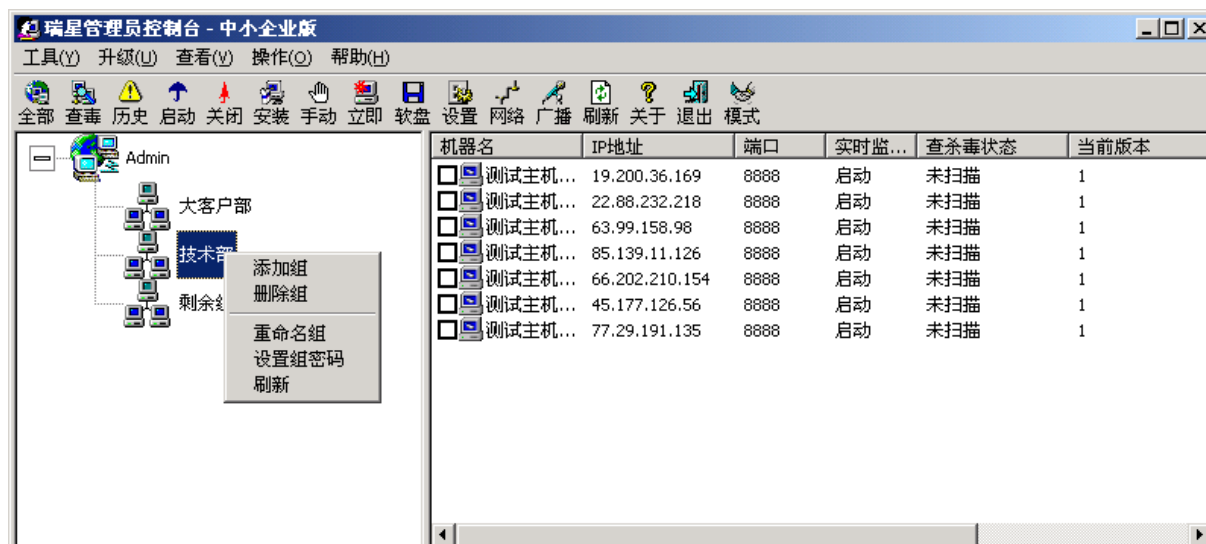 瑞星管理员控制台 - 中小企业版
工具(Y) 升级(U) 查看(V) 操作(O) 帮助(H)
全部 查毒 历史 启动 关闭 安装 手动 立即 软盘 设置 网络 广播 刷新 关于 退出 模式
Admin
大客户部
技术部
剩余组
添加组
删除组
重命名组
设置组密码
刷新
机器名 IP地址 端口 实时监... 查杀毒状态 当前版本
测试主机... 19.200.36.169 8888 启动 未扫描 1
测试主机... 22.88.232.218 8888 启动 未扫描 1
测试主机... 63.99.158.98 8888 启动 未扫描 1
测试主机... 85.139.11.126 8888 启动 未扫描 1
测试主机... 66.202.210.154 8888 启动 未扫描 1
测试主机... 45.177.126.56 8888 启动 未扫描 1
测试主机... 77.29.191.135 8888 启动 未扫描 1